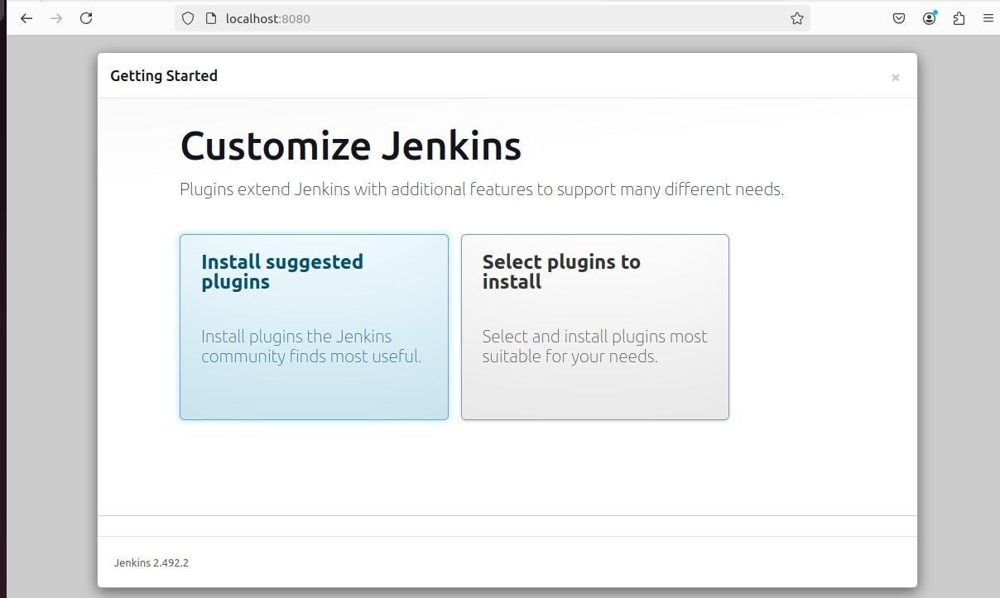 localhost:8080
Getting Started
×
Customize Jenkins
Plugins extend Jenkins with additional features to support many different needs.
Install suggested
plugins
Install plugins the Jenkins
community finds most useful.
Select plugins to
install
Select and install plugins most
suitable for your needs.
Jenkins 2.492.2